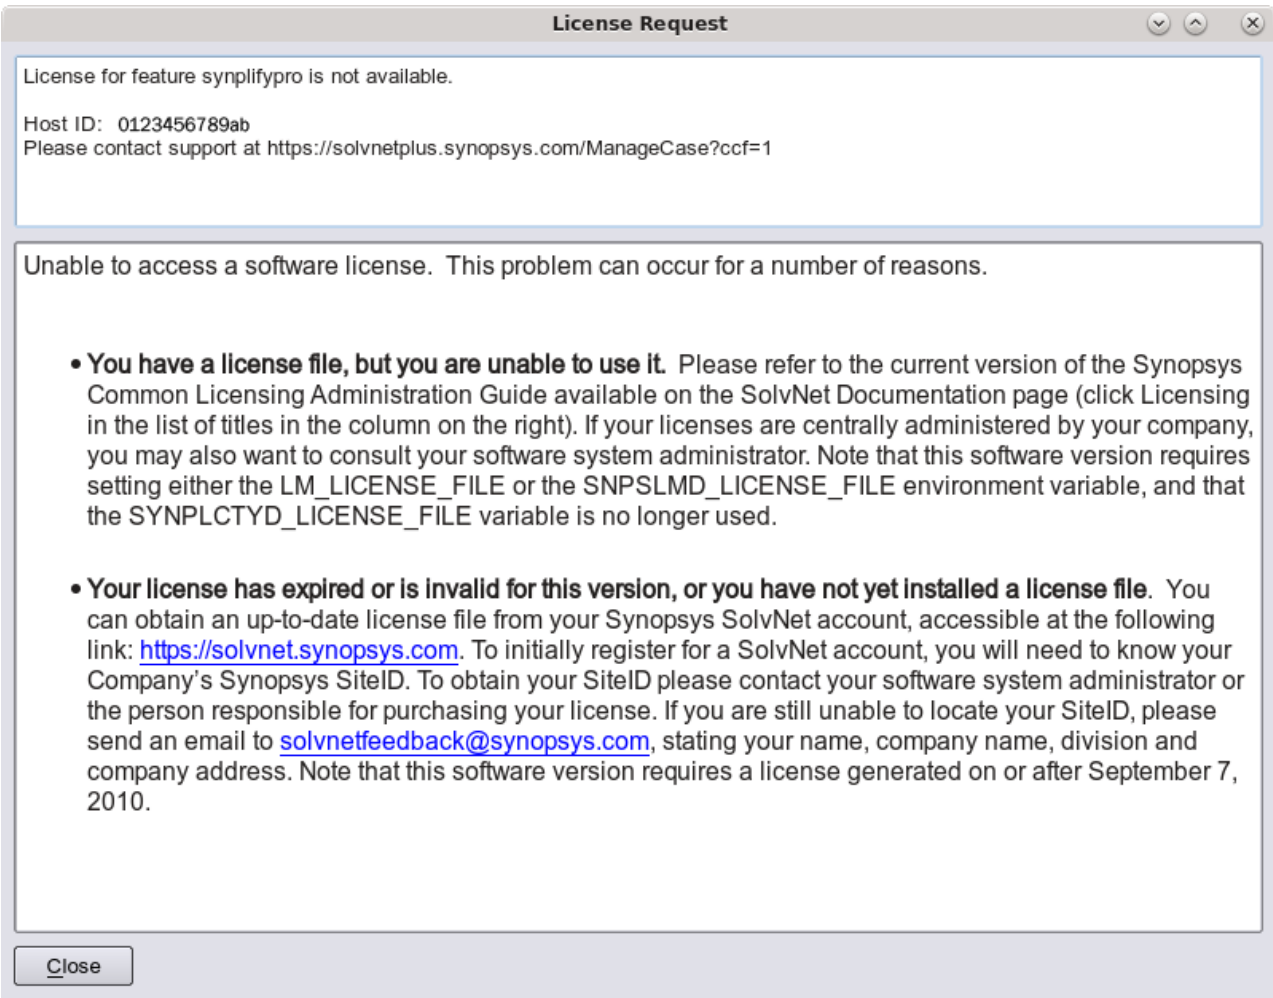 License Request
License for feature synplifypro is not available.
Host ID: 0123456789ab
Please contact support at https://solvnetplus.synopsys.com/ManageCase?ccf=1
Unable to access a software license. This problem can occur for a number of reasons.
• You have a license file, but you are unable to use it. Please refer to the current version of the Synopsys
Common Licensing Administration Guide available on the SolvNet Documentation page (click Licensing
in the list of titles in the column on the right). If your licenses are centrally administered by your company,
you may also want to consult your software system administrator. Note that this software version requires
setting either the LM_LICENSE_FILE or the SNPSLMD_LICENSE_FILE environment variable, and that
the SYNPLCTYD_LICENSE_FILE variable is no longer used.
• Your license has expired or is invalid for this version, or you have not yet installed a license file. You
can obtain an up-to-date license file from your Synopsys SolvNet account, accessible at the following
link: https://solvnet.synopsys.com. To initially register for a SolvNet account, you will need to know your
Company's Synopsys SiteID. To obtain your SiteID please contact your software system administrator or
the person responsible for purchasing your license. If you are still unable to locate your SiteID, please
send an email to solvnetfeedback@synopsys.com, stating your name, company name, division and
company address. Note that this software version requires a license generated on or after September 7,
2010.
Close